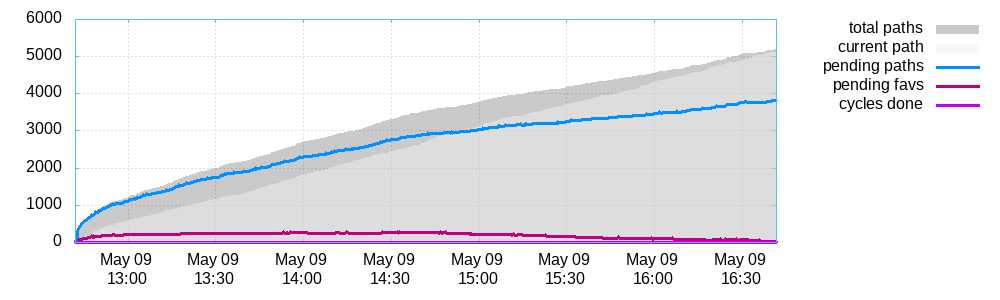 6000
5000
4000
3000
2000
1000
0
May 09 May 09 May 09 May 09 May 09 May 09 May 09 May 09
13:00 13:30 14:00 14:30 15:00 15:30 16:00 16:30
total paths
current path
pending paths
pending favs
cycles done